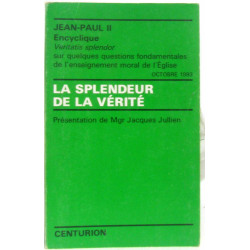 JEAN-PAUL II
Encyclique
Veritatis splendor
sur quelques questions fondamentales
de l'enseignement moral de l'Église
OCTOBRE 1993
LA SPLENDEUR
DE LA VÉRITÉ
Présentation de Mgr Jacques Jullien
CENTURION